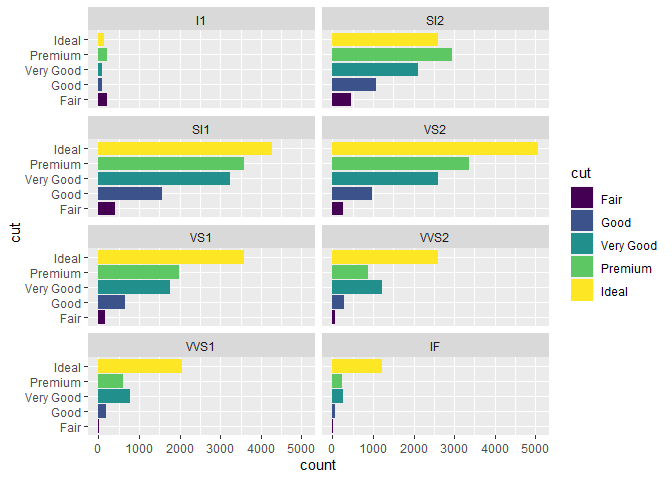 I1
SI2
Ideal
Premium
Very Good
Good
Fair
SI1
VS2
Ideal
Premium
Very Good
Good
Fair
VS1
VVS2
Ideal
Premium
Very Good
Good
Fair
VVS1
IF
Ideal
Premium
Very Good
Good
Fair
0 1000 2000 3000 4000 5000 0 1000 2000 3000 4000 5000
count
cut
cut
Fair
Good
Very Good
Premium
Ideal